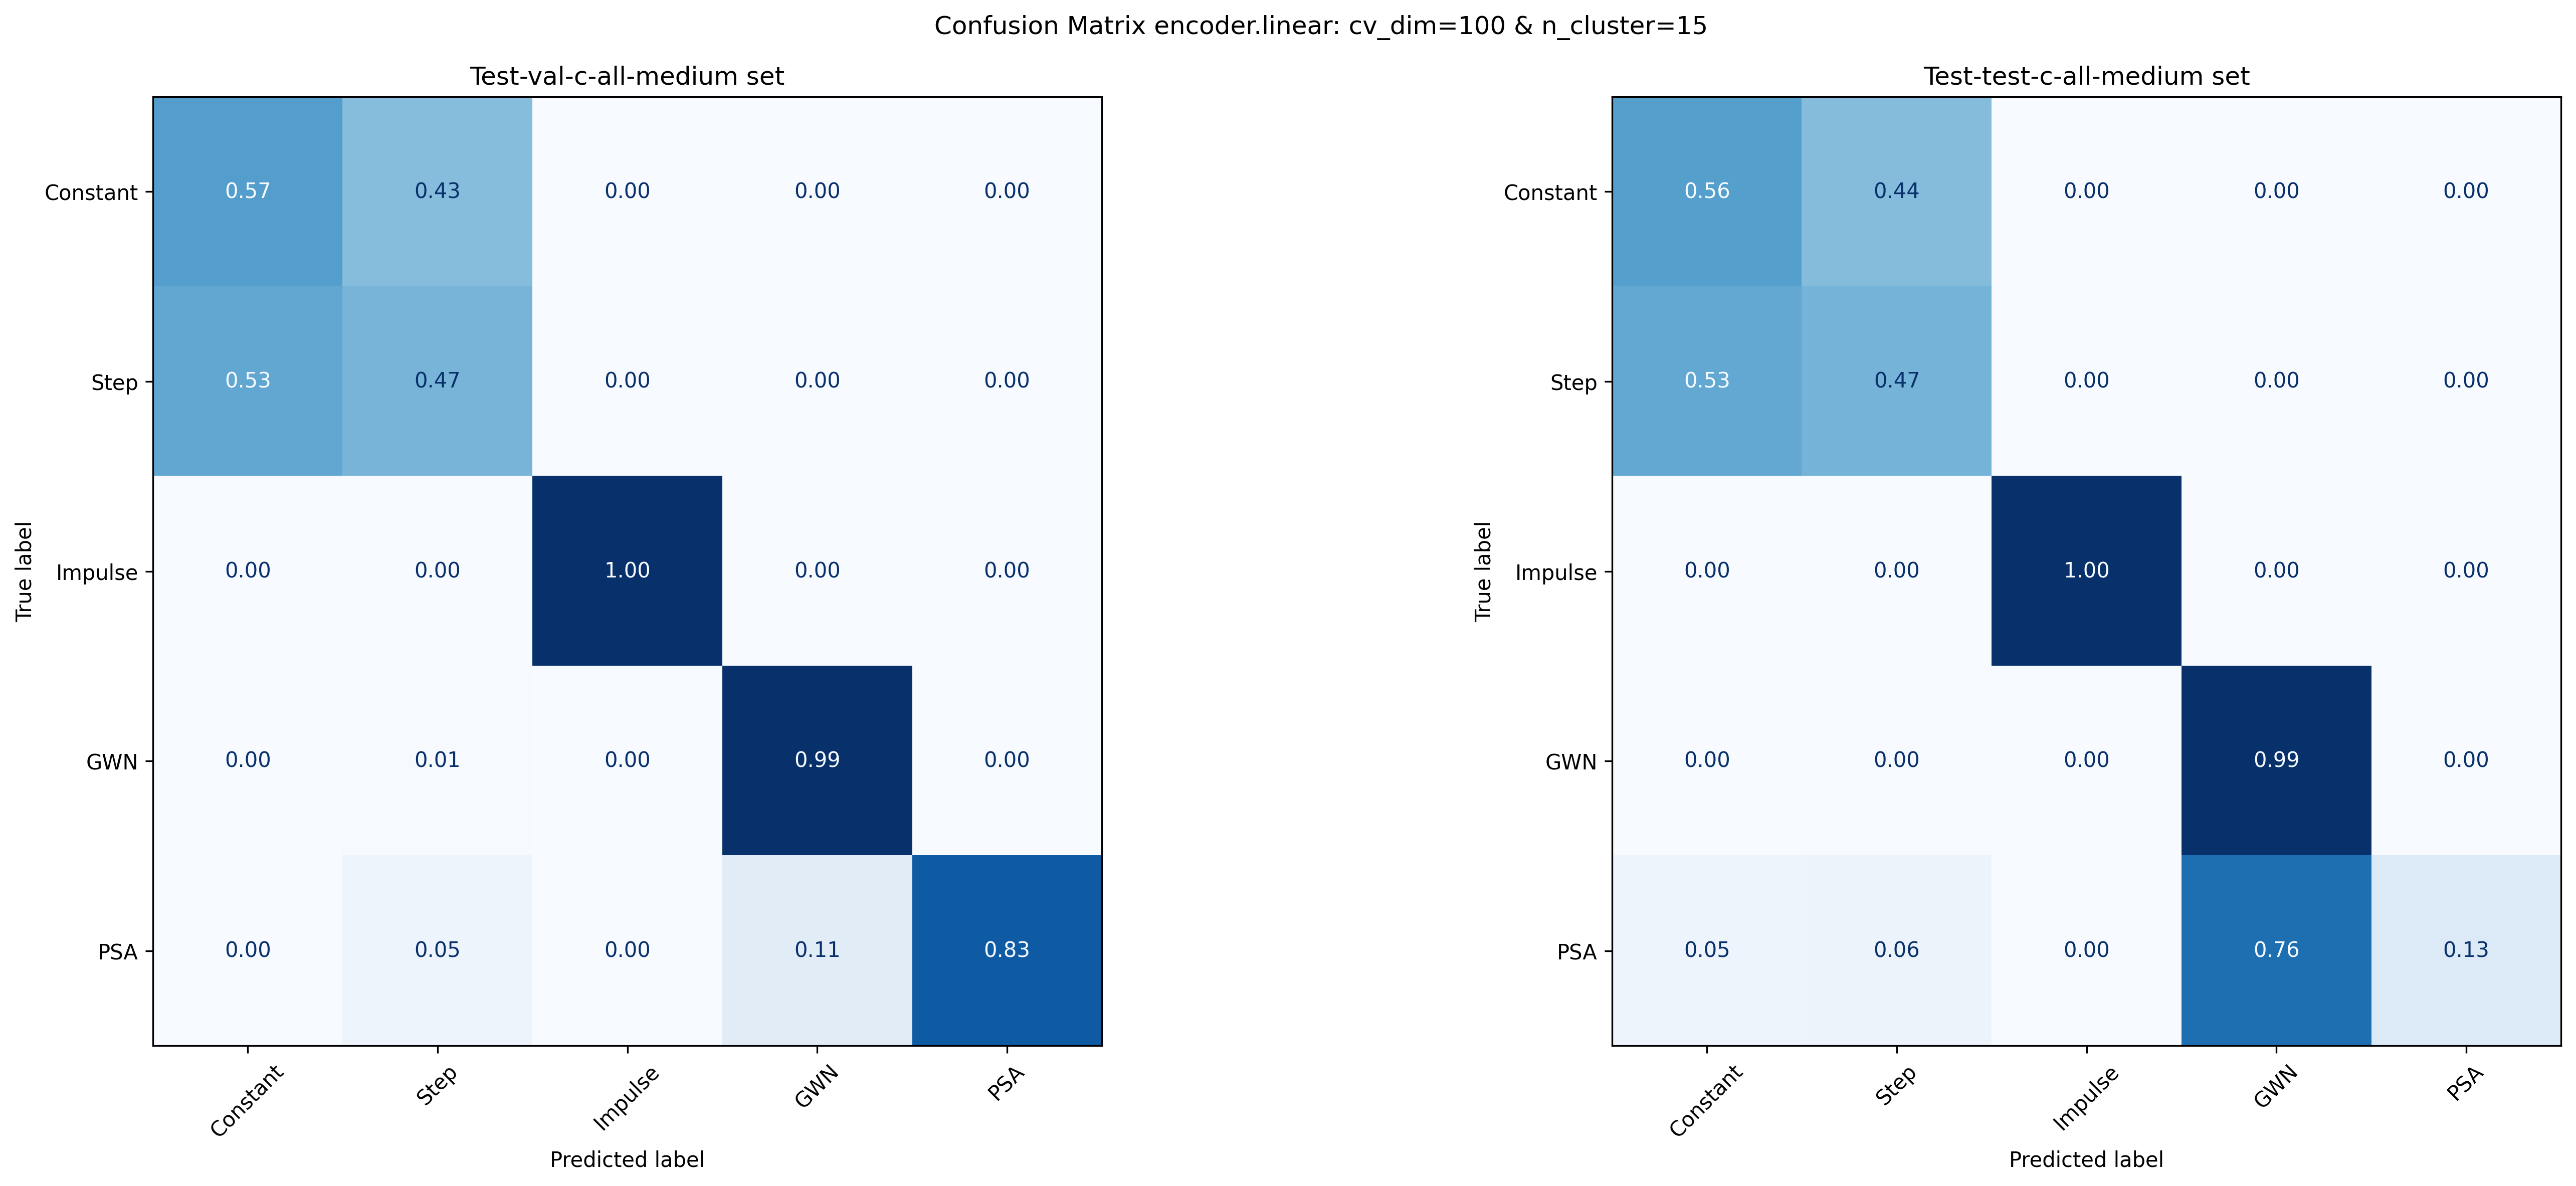 Confusion Matrix encoder.linear: cv_dim=100 & n_cluster=15
Test-val-c-all-medium set
True label
Constant 0.57 0.43 0.00 0.00 0.00
Step 0.53 0.47 0.00 0.00 0.00
Impulse 0.00 0.00 1.00 0.00 0.00
GWN 0.00 0.01 0.00 0.99 0.00
PSA 0.00 0.05 0.00 0.11 0.83
Constant Step Impulse GWN PSA
Predicted label
Test-test-c-all-medium set
True label
Constant 0.56 0.44 0.00 0.00 0.00
Step 0.53 0.47 0.00 0.00 0.00
Impulse 0.00 0.00 1.00 0.00 0.00
GWN 0.00 0.00 0.00 0.99 0.00
PSA 0.05 0.06 0.00 0.76 0.13
Constant Step Impulse GWN PSA
Predicted label